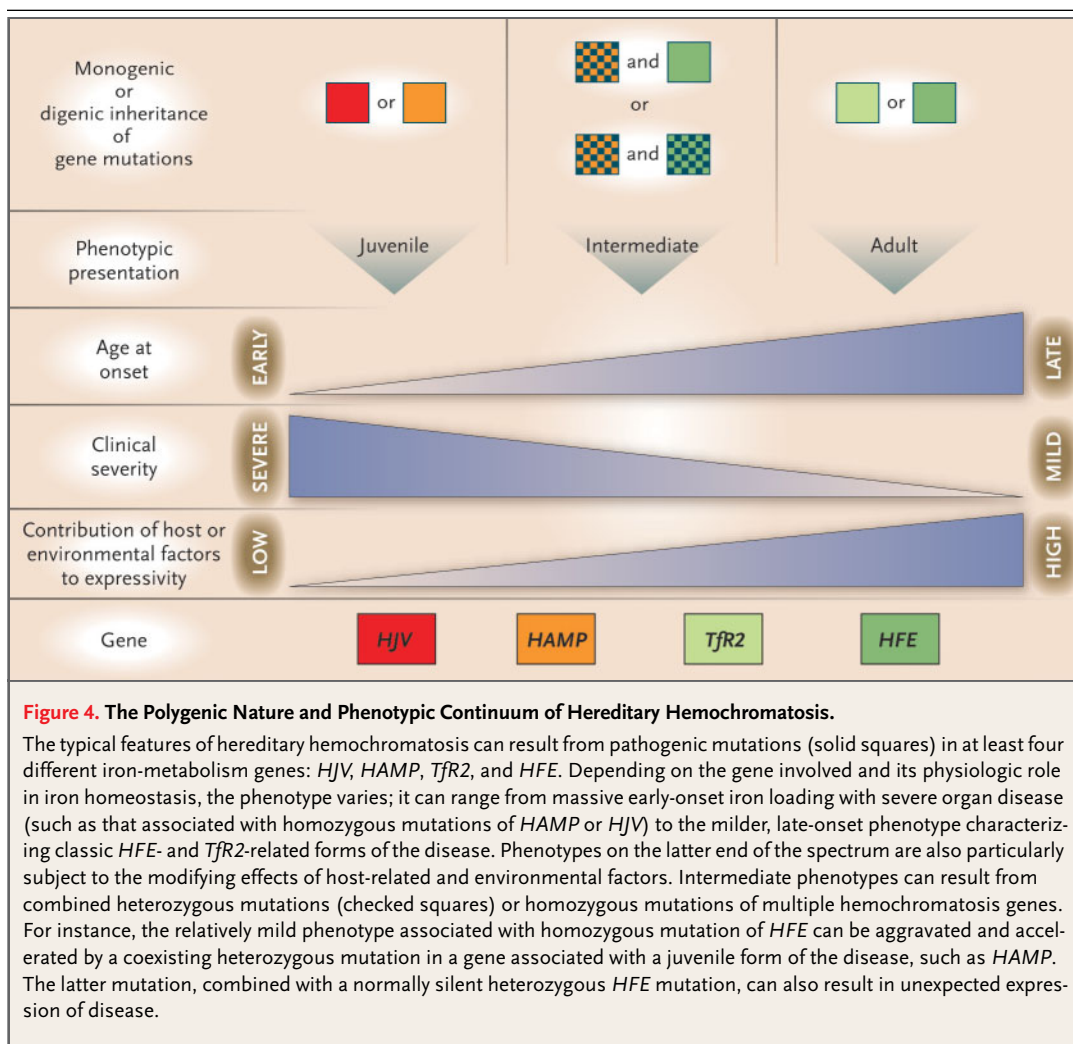 Monogenic
or
digenic inheritance
of
gene mutations
or
and
or
and
or
Phenotypic
presentation
Juvenile
Intermediate
Adult
Age at
onset
EARLY
LATE
Clinical
severity
SEVERE
MILD
Contribution of host or
environmental factors
to expressivity
LOW
HIGH
Gene
HJV
HAMP
TfR2
HFE
Figure 4. The Polygenic Nature and Phenotypic Continuum of Hereditary Hemochromatosis.
The typical features of hereditary hemochromatosis can result from pathogenic mutations (solid squares) in at least four
different iron-metabolism genes: HJV, HAMP, TfR2, and HFE. Depending on the gene involved and its physiologic role
in iron homeostasis, the phenotype varies; it can range from massive early-onset iron loading with severe organ disease
(such as that associated with homozygous mutations of HAMP or HJV) to the milder, late-onset phenotype characteriz-
ing classic HFE- and TfR2-related forms of the disease. Phenotypes on the latter end of the spectrum are also particularly
subject to the modifying effects of host-related and environmental factors. Intermediate phenotypes can result from
combined heterozygous mutations (checked squares) or homozygous mutations of multiple hemochromatosis genes.
For instance, the relatively mild phenotype associated with homozygous mutation of HFE can be aggravated and accel-
erated by a coexisting heterozygous mutation in a gene associated with a juvenile form of the disease, such as HAMP.
The latter mutation, combined with a normally silent heterozygous HFE mutation, can also result in unexpected expres-
sion of disease.